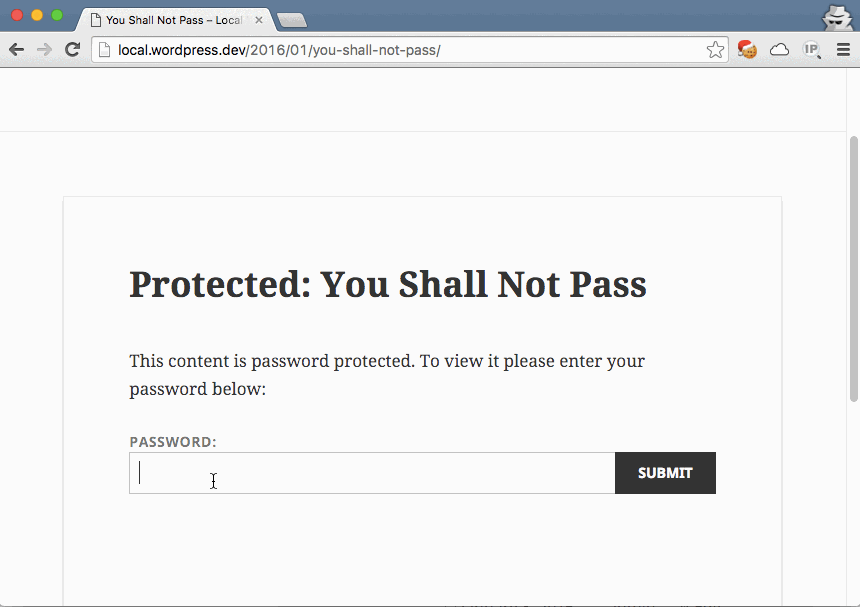 You Shall Not Pass – Local
local.wordpress.dev/2016/01/you-shall-not-pass/
IP
Protected: You Shall Not Pass
This content is password protected. To view it please enter your
password below:
PASSWORD:
SUBMIT